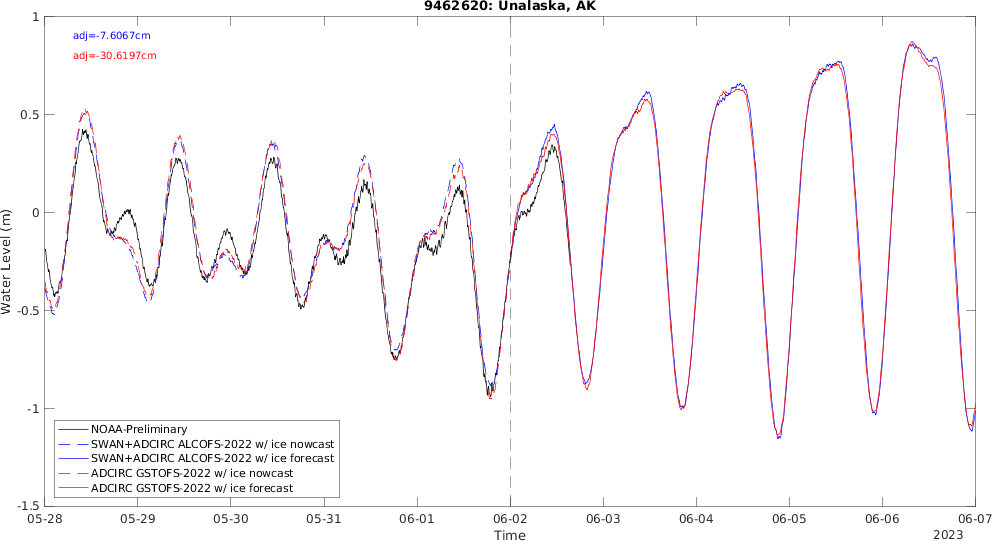 9462620: Unalaska, AK
adj=-7.6067cm
adj=-30.6197cm
1
0.5
0
-0.5
-1
-1.5
Water Level (m)
NOAA-Preliminary
SWAN+ADCIRC ALCOFS-2022 w/ ice nowcast
SWAN+ADCIRC ALCOFS-2022 w/ ice forecast
ADCIRC GSTOFS-2022 w/ ice nowcast
ADCIRC GSTOFS-2022 w/ ice forecast
05-28 05-29 05-30 05-31 06-01 06-02 06-03 06-04 06-05 06-06 06-07
Time
2023